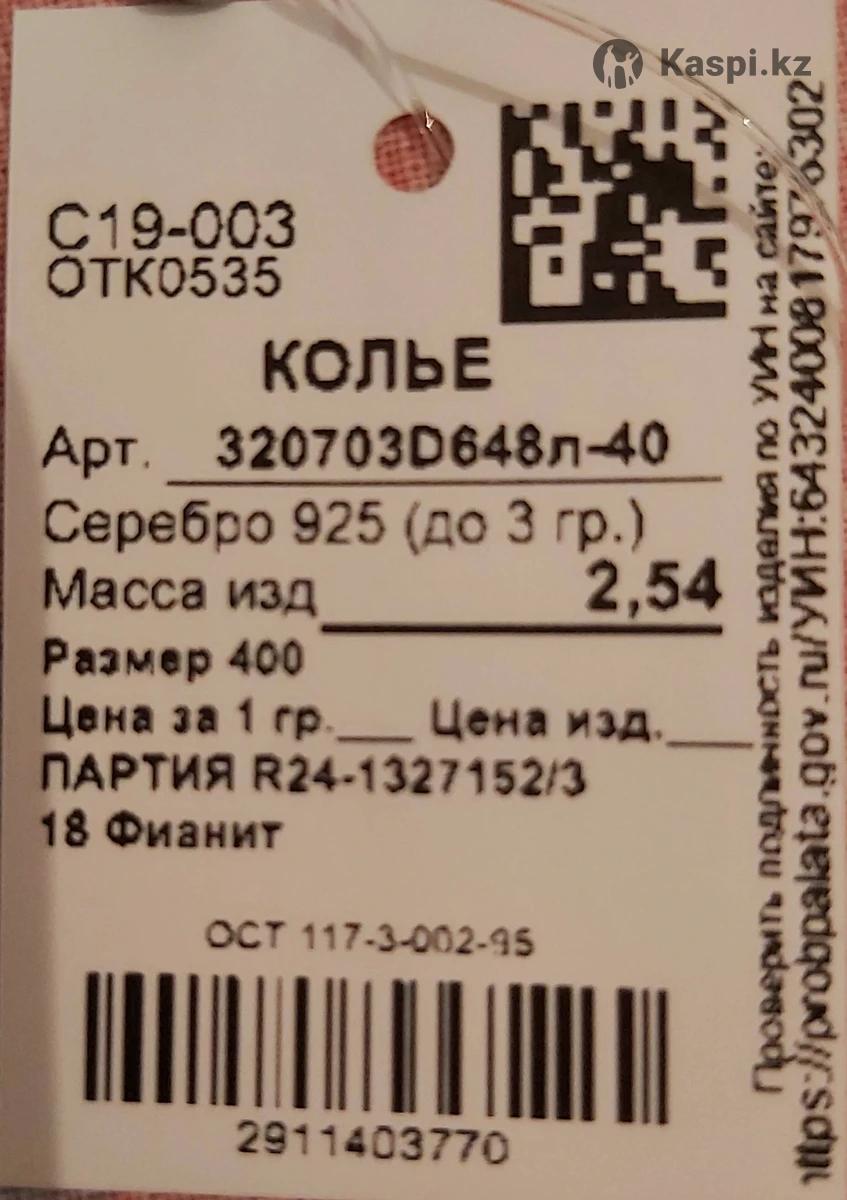 Kaspi.kz
С19-003
ОТК0535
КОЛЬЕ
Арт. 320703D648л-40
Серебро 925 (до 3 гр.)
Масса изд 2,54
Размер 400
Цена за 1 гр.___ Цена изд.____
ПАРТИЯ R24-1327152/3
18 Фианит
ОСТ 117-3-002-95
2911403770
Проверить подлинность изделия по УИН на сайте:
https://probpalata.gov.ru/УИН: